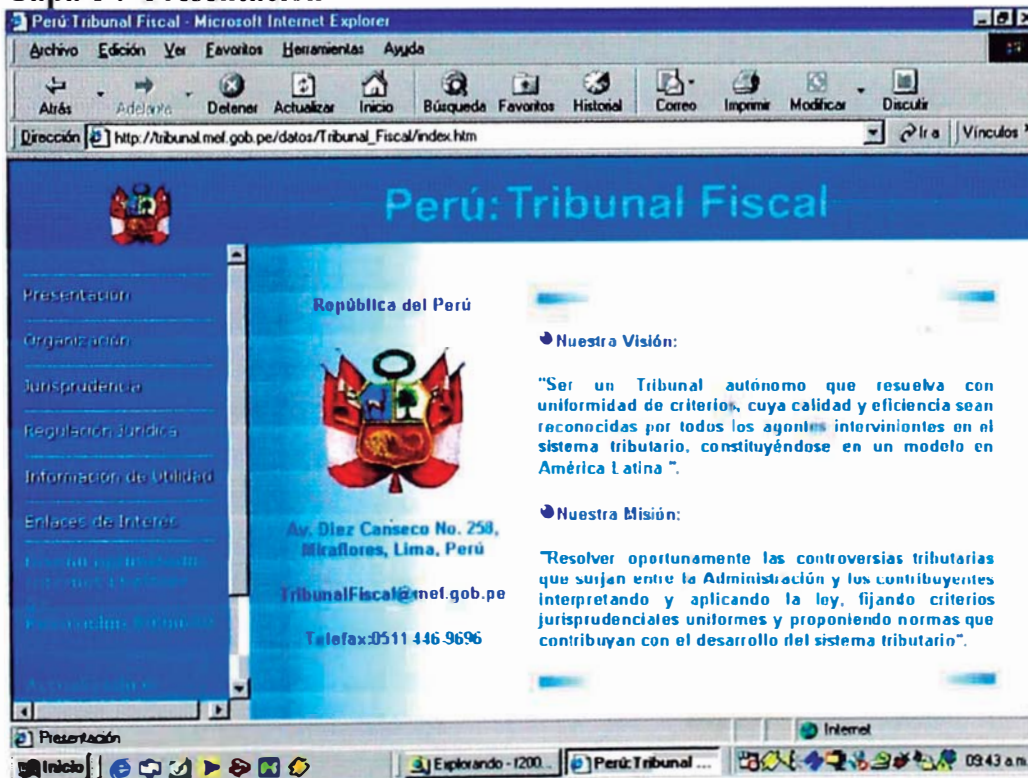 Perú: Tribunal Fiscal - Microsoft Internet Explorer
Archivo Edición Ver Favoritos Herramientas Ayuda
Atrás Adelante Detener Actualizar Inicio Búsqueda Favoritos Historial Correo Imprimir Modificar Discutir
Dirección http://tribunal.mef.gob.pe/datos/Tribunal_Fiscal/index.htm Ir a Vínculos
Perú: Tribunal Fiscal
Presentación
Organización
Jurisprudencia
Regulación Jurídica
Información de Utilidad
Enlaces de Interés
República del Perú
Av. Diez Canseco No. 258,
Miraflores, Lima, Perú
TribunalFiscal@mef.gob.pe
Telefax:0511 446-9696
Nuestra Visión:
"Ser un Tribunal autónomo que resuelva con
uniformidad de criterios, cuya calidad y eficiencia sean
reconocidas por todos los agentes intervinientes en el
sistema tributario, constituyéndose en un modelo en
América Latina ".
Nuestra Misión:
"Resolver oportunamente las controversias tributarias
que surjan entre la Administración y los contribuyentes
interpretando y aplicando la ley, fijando criterios
jurisprudenciales uniformes y proponiendo normas que
contribuyan con el desarrollo del sistema tributario".
Presentación Internet
Inicio Explorando - f200... Perú: Tribunal ... 09:43 a.m.